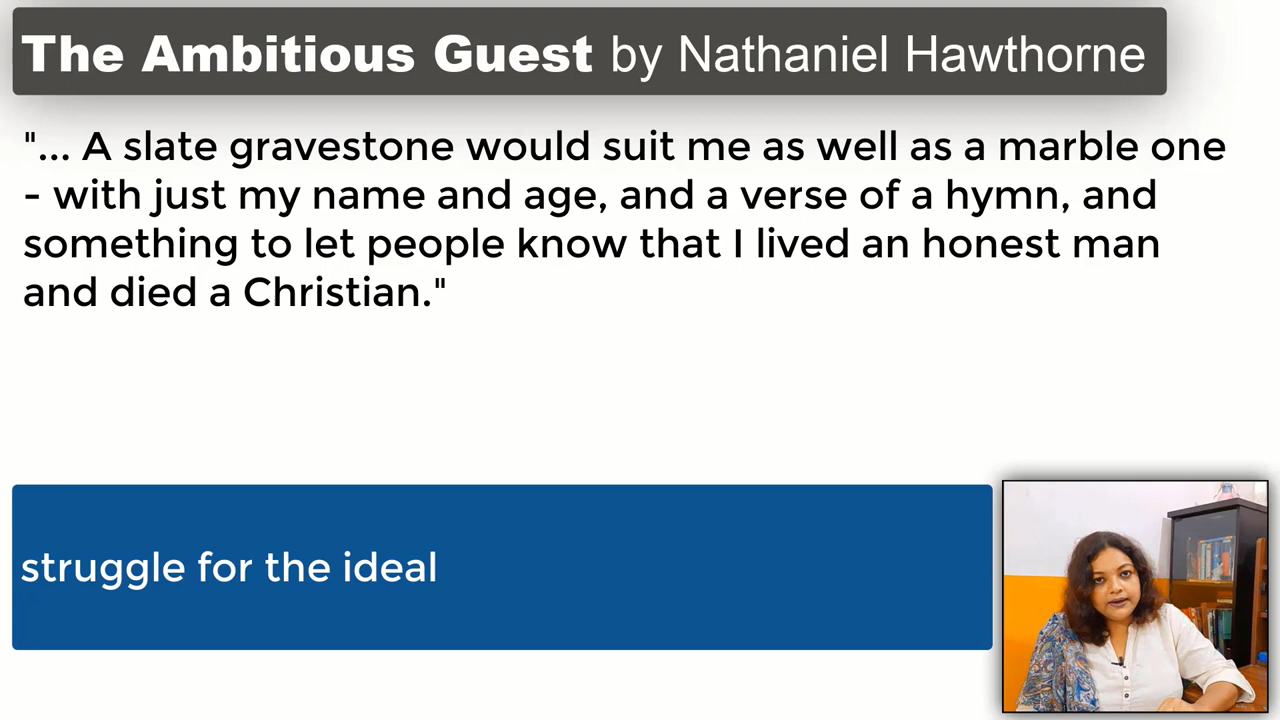 The Ambitious Guest by Nathaniel Hawthorne
"... A slate gravestone would suit me as well as a marble one
- with just my name and age, and a verse of a hymn, and
something to let people know that I lived an honest man
and died a Christian."
struggle for the ideal